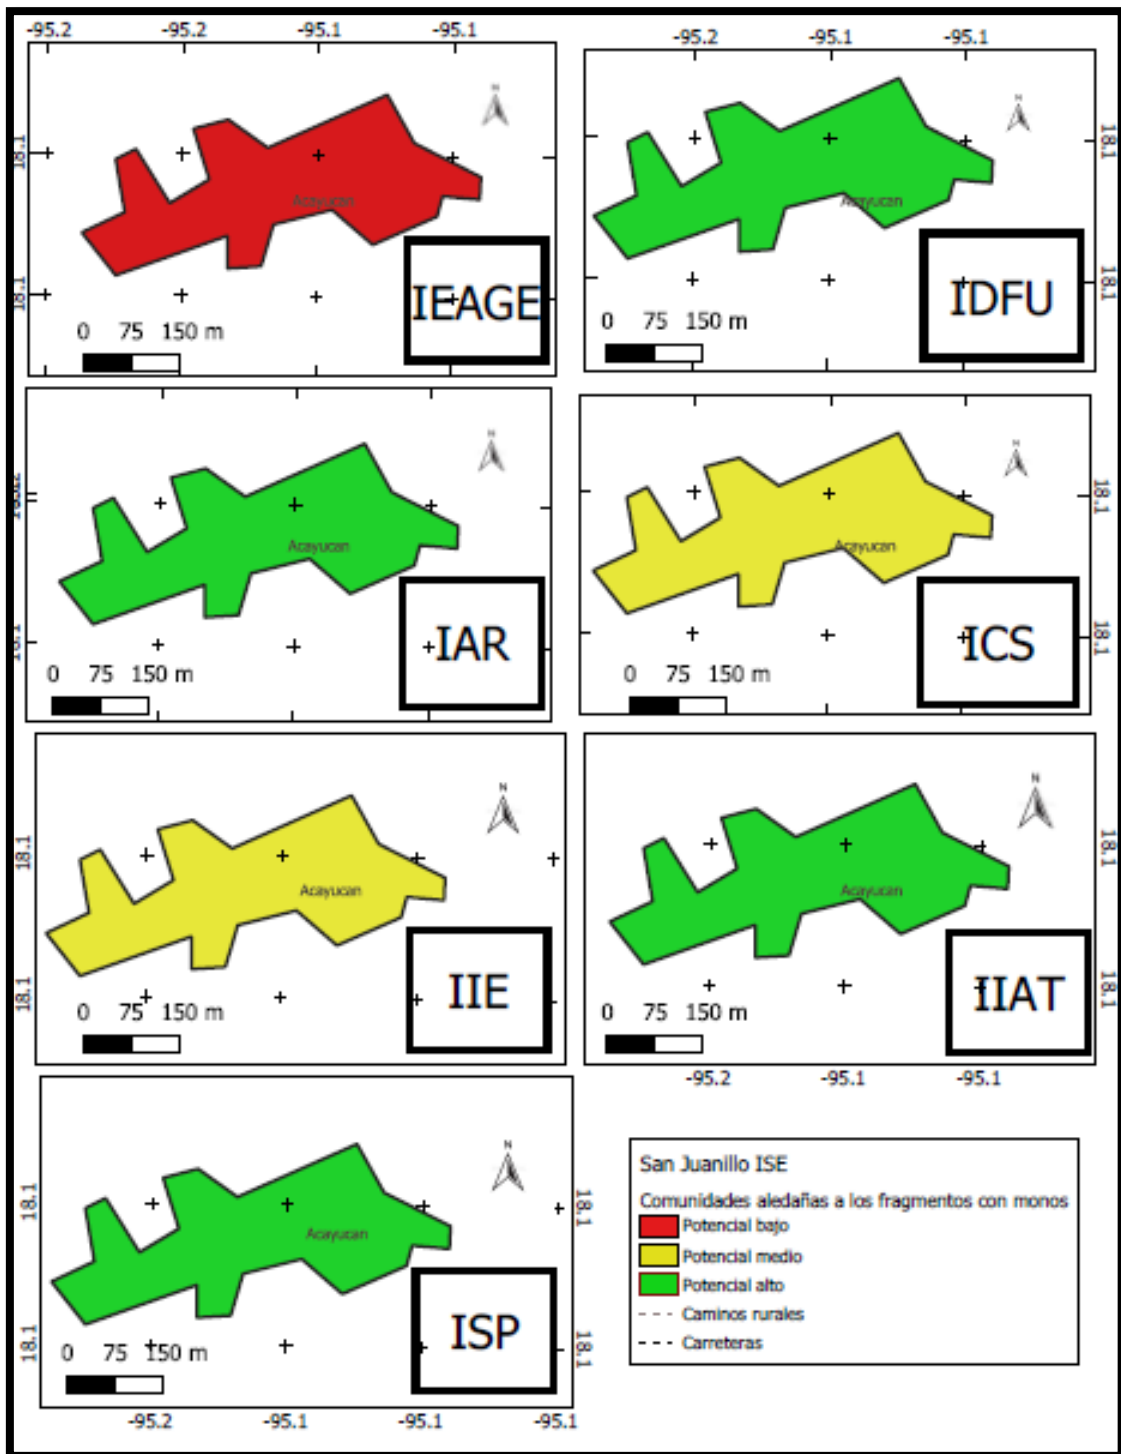 -95.2 -95.2 -95.1 -95.1
-95.2 -95.1 -95.1
18.1
18.1
Acayucan
IEAGE
0 75 150 m
18.1
18.1
Acayucan
IDFU
0 75 150 m
18.1
Acayucan
IAR
0 75 150 m
18.1
18.1
Acayucan
ICS
0 75 150 m
18.1
18.1
Acayucan
IIE
0 75 150 m
18.1
18.1
Acayucan
IIAT
0 75 150 m
-95.2 -95.1 -95.1
18.1
18.1
18.1
18.1
Acayucan
ISP
0 75 150 m
-95.2 -95.1 -95.1 -95.1
San Juanillo ISE
Comunidades aledañas a los fragmentos con monos
Potencial bajo
Potencial medio
Potencial alto
Caminos rurales
Carreteras
N
N
N
N
N
N
N